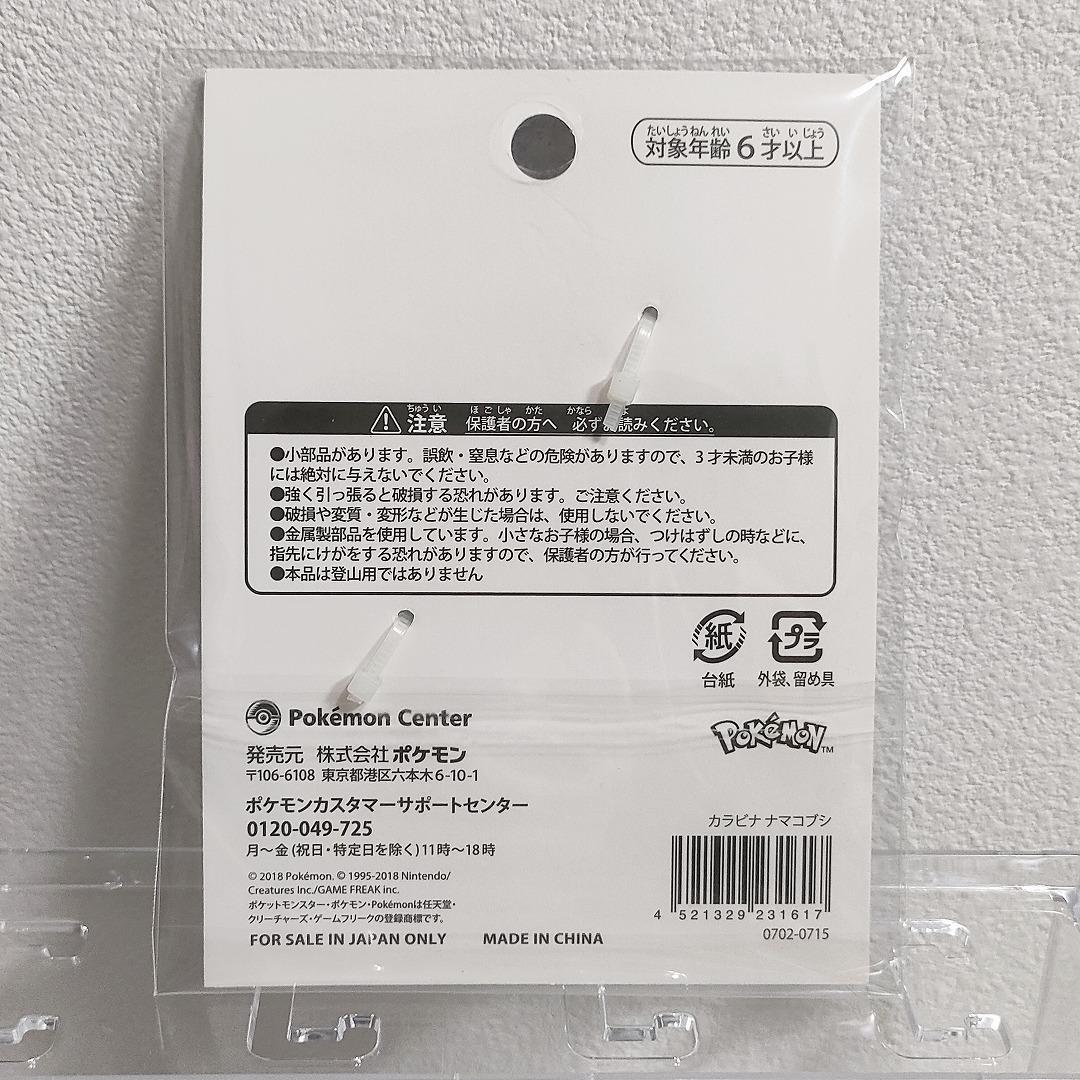 たいしょうねんれい さいいじょう
対象年齢 6 才以上
ちゅうい ほごしゃ かた かなら
⚠ 注意 保護者の方へ 必ず 読みください。
●小部品があります。誤飲・窒息などの危険がありますので、3才未満のお子様
には絶対に与えないでください。
●強く引っ張ると破損する恐れがあります。ご注意ください。
●破損や変質・変形などが生じた場合は、使用しないでください。
●金属製部品を使用しています。小さなお子様の場合、つけはずしの時などに、
指先にけがをする恐れがありますので、保護者の方が行ってください。
●本品は登山用ではありません
紙 プラ
台紙 外袋、留め具
Pokémon Center
POKéMON™
発売元 株式会社ポケモン
〒106-6108 東京都港区六本木6-10-1
ポケモンカスタマーサポートセンター
0120-049-725
月～金(祝日・特定日を除く)11時～18時
© 2018 Pokémon. © 1995-2018 Nintendo/
Creatures Inc./GAME FREAK inc.
ポケットモンスター・ポケモン・Pokémonは任天堂・
クリーチャーズ・ゲームフリークの登録商標です。
FOR SALE IN JAPAN ONLY MADE IN CHINA
カラビナ ナマコブシ
4 521329 231617
0702-0715